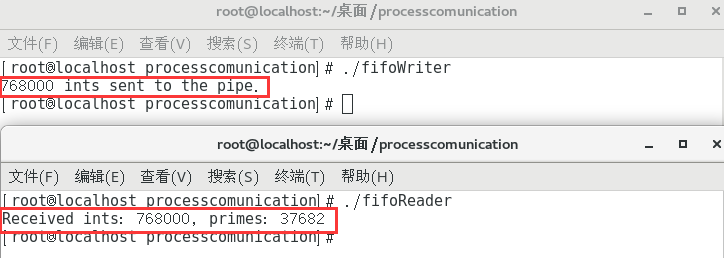 root@localhost:~/桌面/processcomunication
文件(F) 编辑(E) 查看(V) 搜索(S) 终端(T) 帮助(H)
[root@localhost processcomunication]# ./fifoWriter
768000 ints sent to the pipe.
[root@localhost processcomunication]#
root@localhost:~/桌面/processcomunication
文件(F) 编辑(E) 查看(V) 搜索(S) 终端(T) 帮助(H)
[root@localhost processcomunication]# ./fifoReader
Received ints: 768000, primes: 37682
[root@localhost processcomunication]#